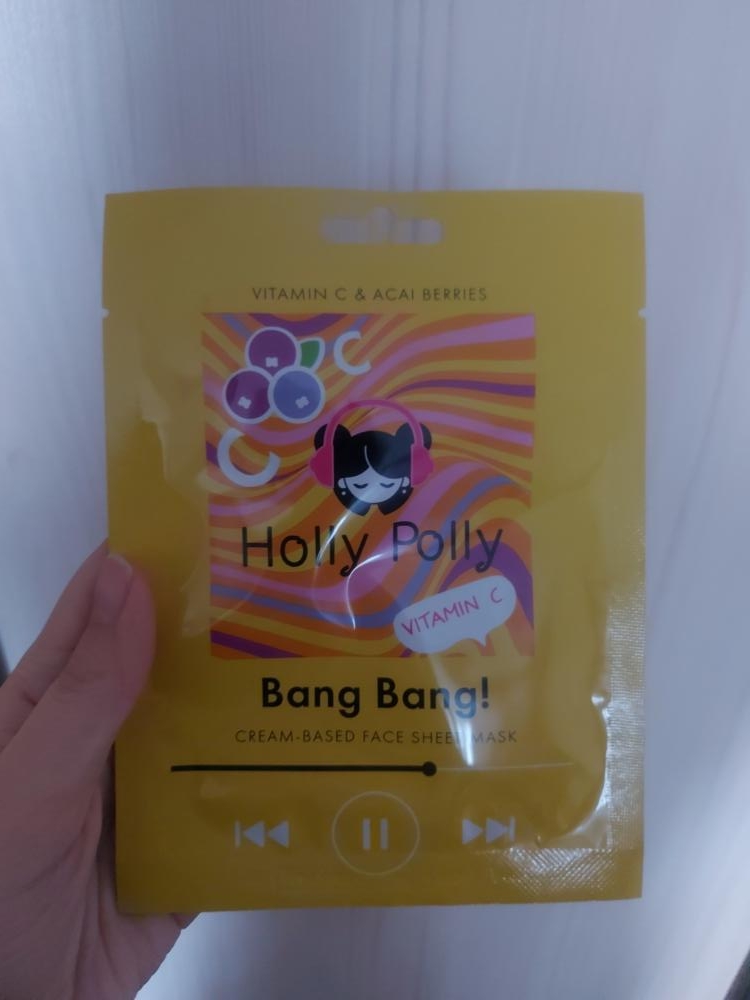 VITAMIN C & ACAI BERRIES
C
C
Holly Polly
VITAMIN C
Bang Bang!
CREAM-BASED FACE SHEET MASK